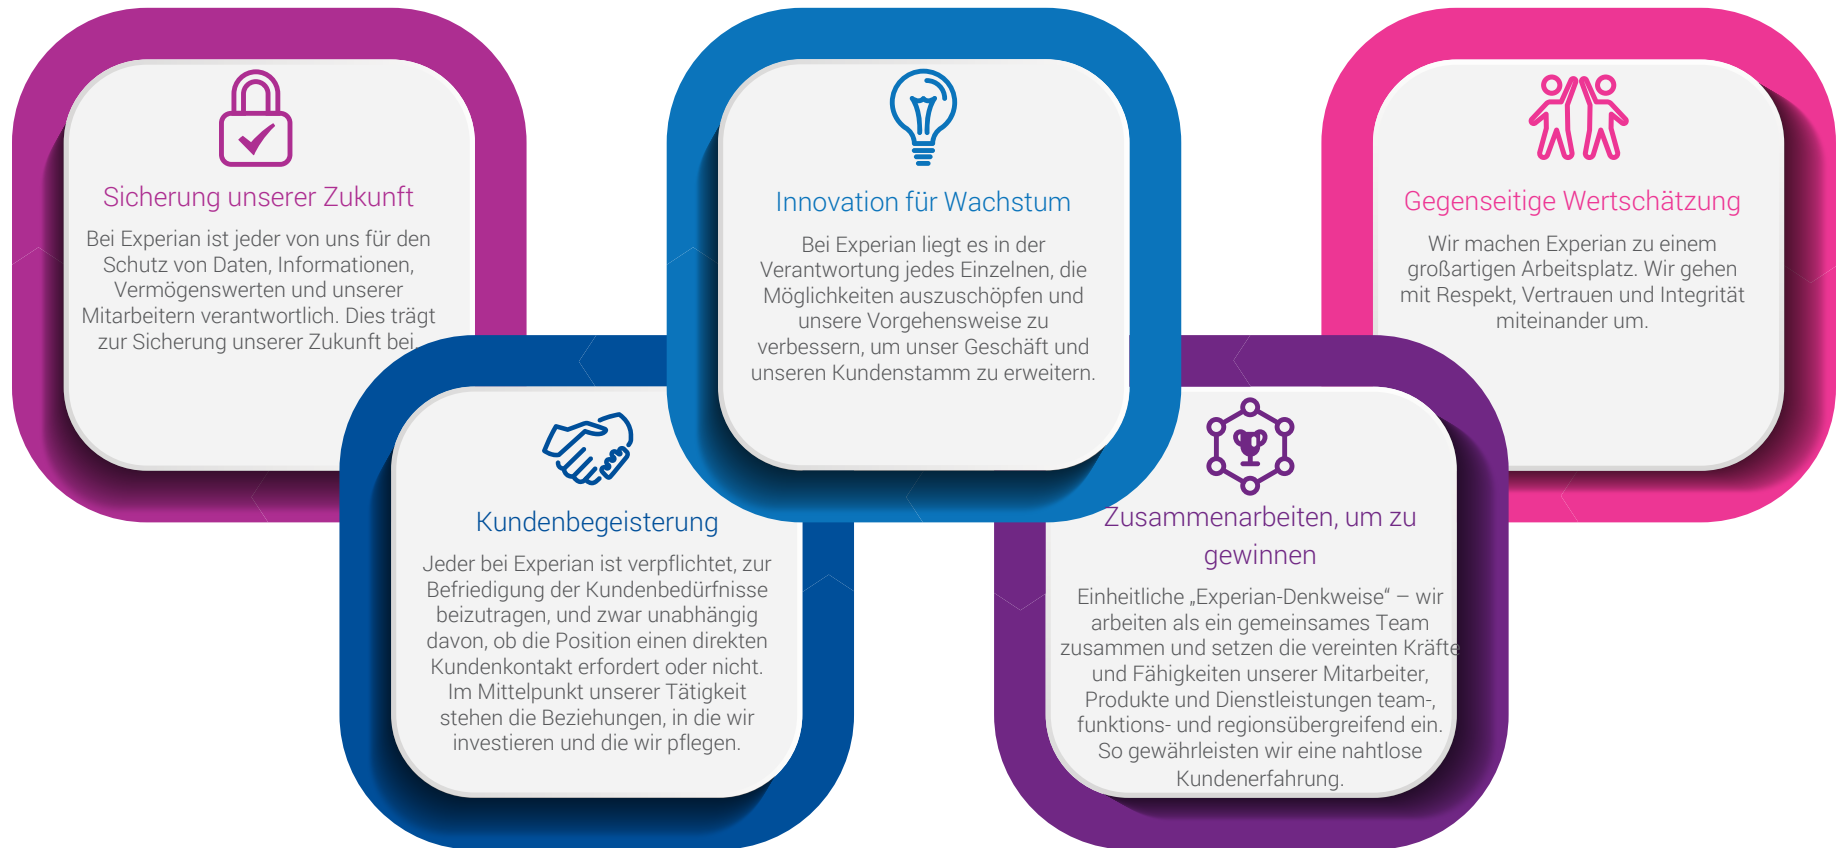 Sicherung unserer Zukunft
Bei Experian ist jeder von uns für den
Schutz von Daten, Informationen,
Vermögenswerten und unserer
Mitarbeitern verantwortlich. Dies trägt
zur Sicherung unserer Zukunft bei.
Kundenbegeisterung
Jeder bei Experian ist verpflichtet, zur
Befriedigung der Kundenbedürfnisse
beizutragen, und zwar unabhängig
davon, ob die Position einen direkten
Kundenkontakt erfordert oder nicht.
Im Mittelpunkt unserer Tätigkeit
stehen die Beziehungen, in die wir
investieren und die wir pflegen.
Innovation für Wachstum
Bei Experian liegt es in der
Verantwortung jedes Einzelnen, die
Möglichkeiten auszuschöpfen und
unsere Vorgehensweise zu
verbessern, um unser Geschäft und
unseren Kundenstamm zu erweitern.
Zusammenarbeiten, um zu
gewinnen
Einheitliche „Experian-Denkweise“ – wir
arbeiten als ein gemeinsames Team
zusammen und setzen die vereinten Kräfte
und Fähigkeiten unserer Mitarbeiter,
Produkte und Dienstleistungen team-,
funktions- und regionsübergreifend ein.
So gewährleisten wir eine nahtlose
Kundenerfahrung.
Gegenseitige Wertschätzung
Wir machen Experian zu einem
großartigen Arbeitsplatz. Wir gehen
mit Respekt, Vertrauen und Integrität
miteinander um.